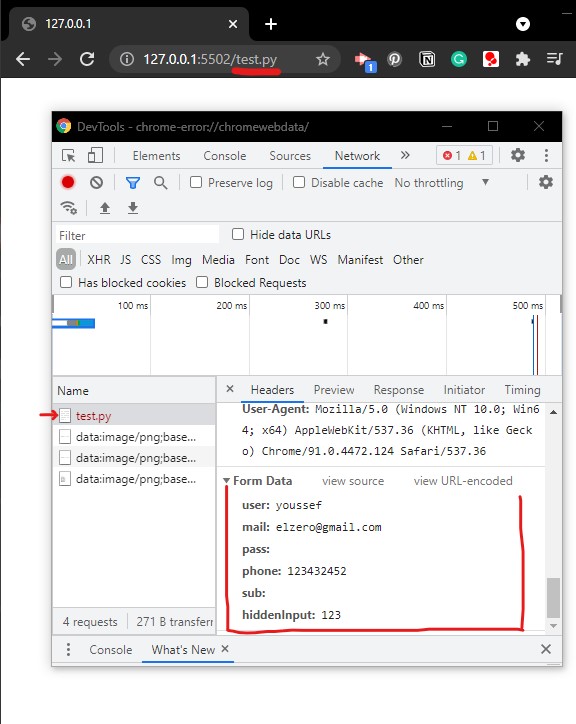 127.0.0.1
127.0.0.1:5502/test.py
1
DevTools - chrome-error://chromewebdata/
Elements Console Sources Network » 1 1
Preserve log Disable cache No throttling
Filter Hide data URLs
All XHR JS CSS Img Media Font Doc WS Manifest Other
Has blocked cookies Blocked Requests
100 ms 200 ms 300 ms 400 ms 500 ms
Name
test.py
data:image/png;base...
data:image/png;base...
data:image/png;base...
4 requests 271 B transferr
Headers Preview Response Initiator Timing
User-Agent: Mozilla/5.0 (Windows NT 10.0; Win6
4; x64) AppleWebKit/537.36 (KHTML, like Geck
o) Chrome/91.0.4472.124 Safari/537.36
Form Data view source view URL-encoded
user: youssef
mail: elzero@gmail.com
pass:
phone: 123432452
sub:
hiddenInput: 123
Console What's New